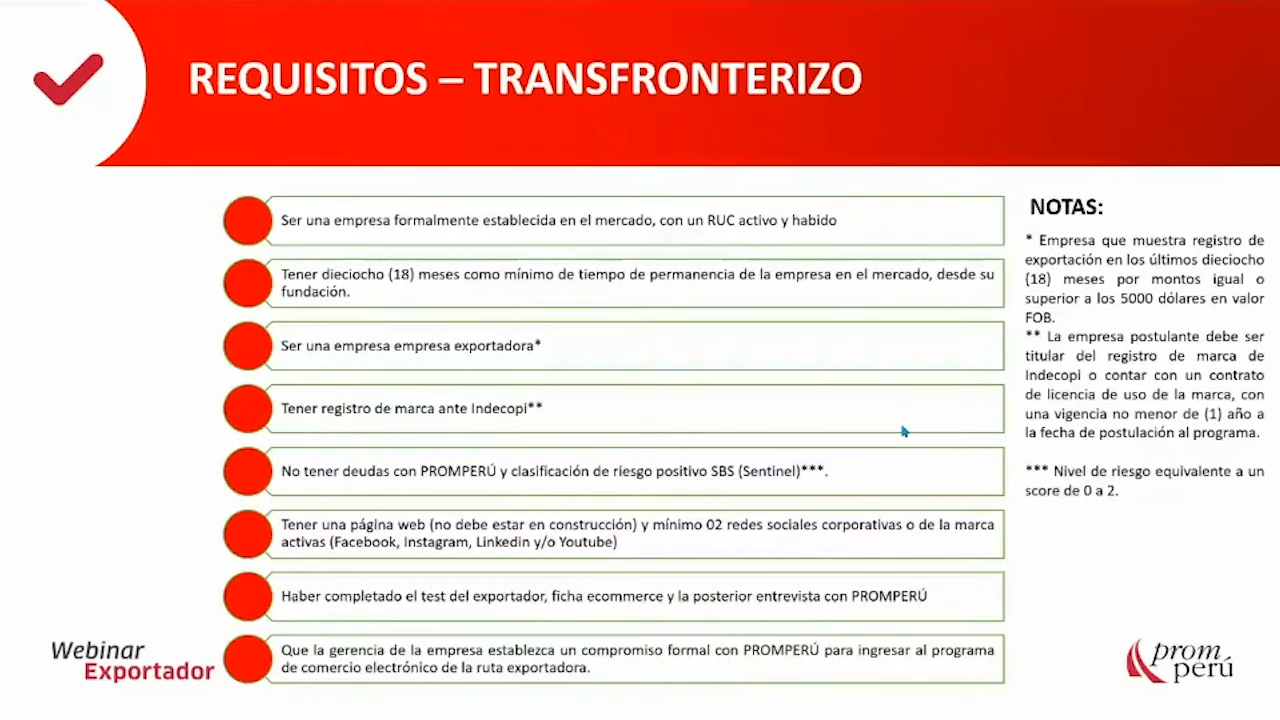 REQUISITOS – TRANSFRONTERIZO
Ser una empresa formalmente establecida en el mercado, con un RUC activo y habido
Tener dieciocho (18) meses como mínimo de tiempo de permanencia de la empresa en el mercado, desde su
fundación.
Ser una empresa empresa exportadora*
Tener registro de marca ante Indecopi**
No tener deudas con PROMPERÚ y clasificación de riesgo positivo SBS (Sentinel)***.
Tener una página web (no debe estar en construcción) y mínimo 02 redes sociales corporativas o de la marca
activas (Facebook, Instagram, Linkedin y/o Youtube)
Haber completado el test del exportador, ficha ecommerce y la posterior entrevista con PROMPERÚ
Que la gerencia de la empresa establezca un compromiso formal con PROMPERÚ para ingresar al programa
de comercio electrónico de la ruta exportadora.
NOTAS:
* Empresa que muestra registro de
exportación en los últimos dieciocho
(18) meses por montos igual o
superior a los 5000 dólares en valor
FOB.
** La empresa postulante debe ser
titular del registro de marca de
Indecopi o contar con un contrato
de licencia de uso de la marca, con
una vigencia no menor de (1) año a
la fecha de postulación al programa.
*** Nivel de riesgo equivalente a un
score de 0 a 2.
Webinar
Exportador
prom
perú